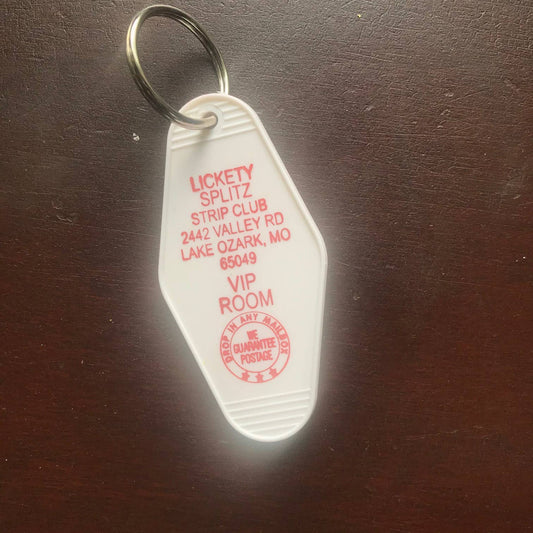 LICKETY
SPLITZ
STRIP CLUB
2442 VALLEY RD
LAKE OZARK, MO
65049
VIP
ROOM
DROP IN ANY MAILBOX
WE
GUARANTEE
POSTAGE